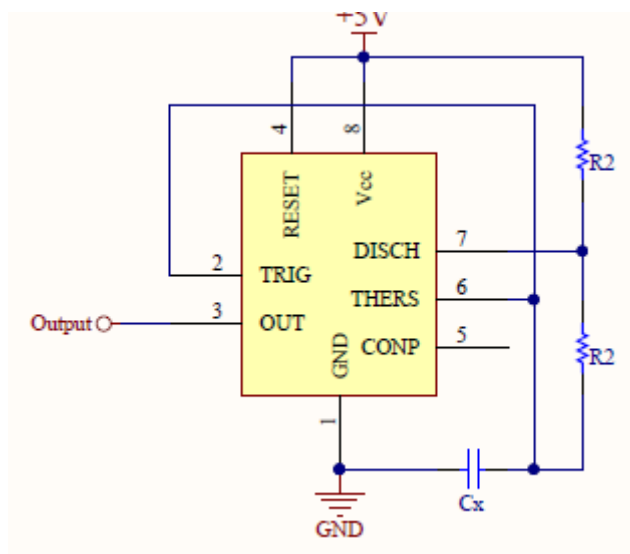 +5V
4
8
RESET
Vcc
R2
DISCH
7
2
TRIG
THERS
6
Output
3
OUT
CONP
5
GND
R2
1
Cx
GND